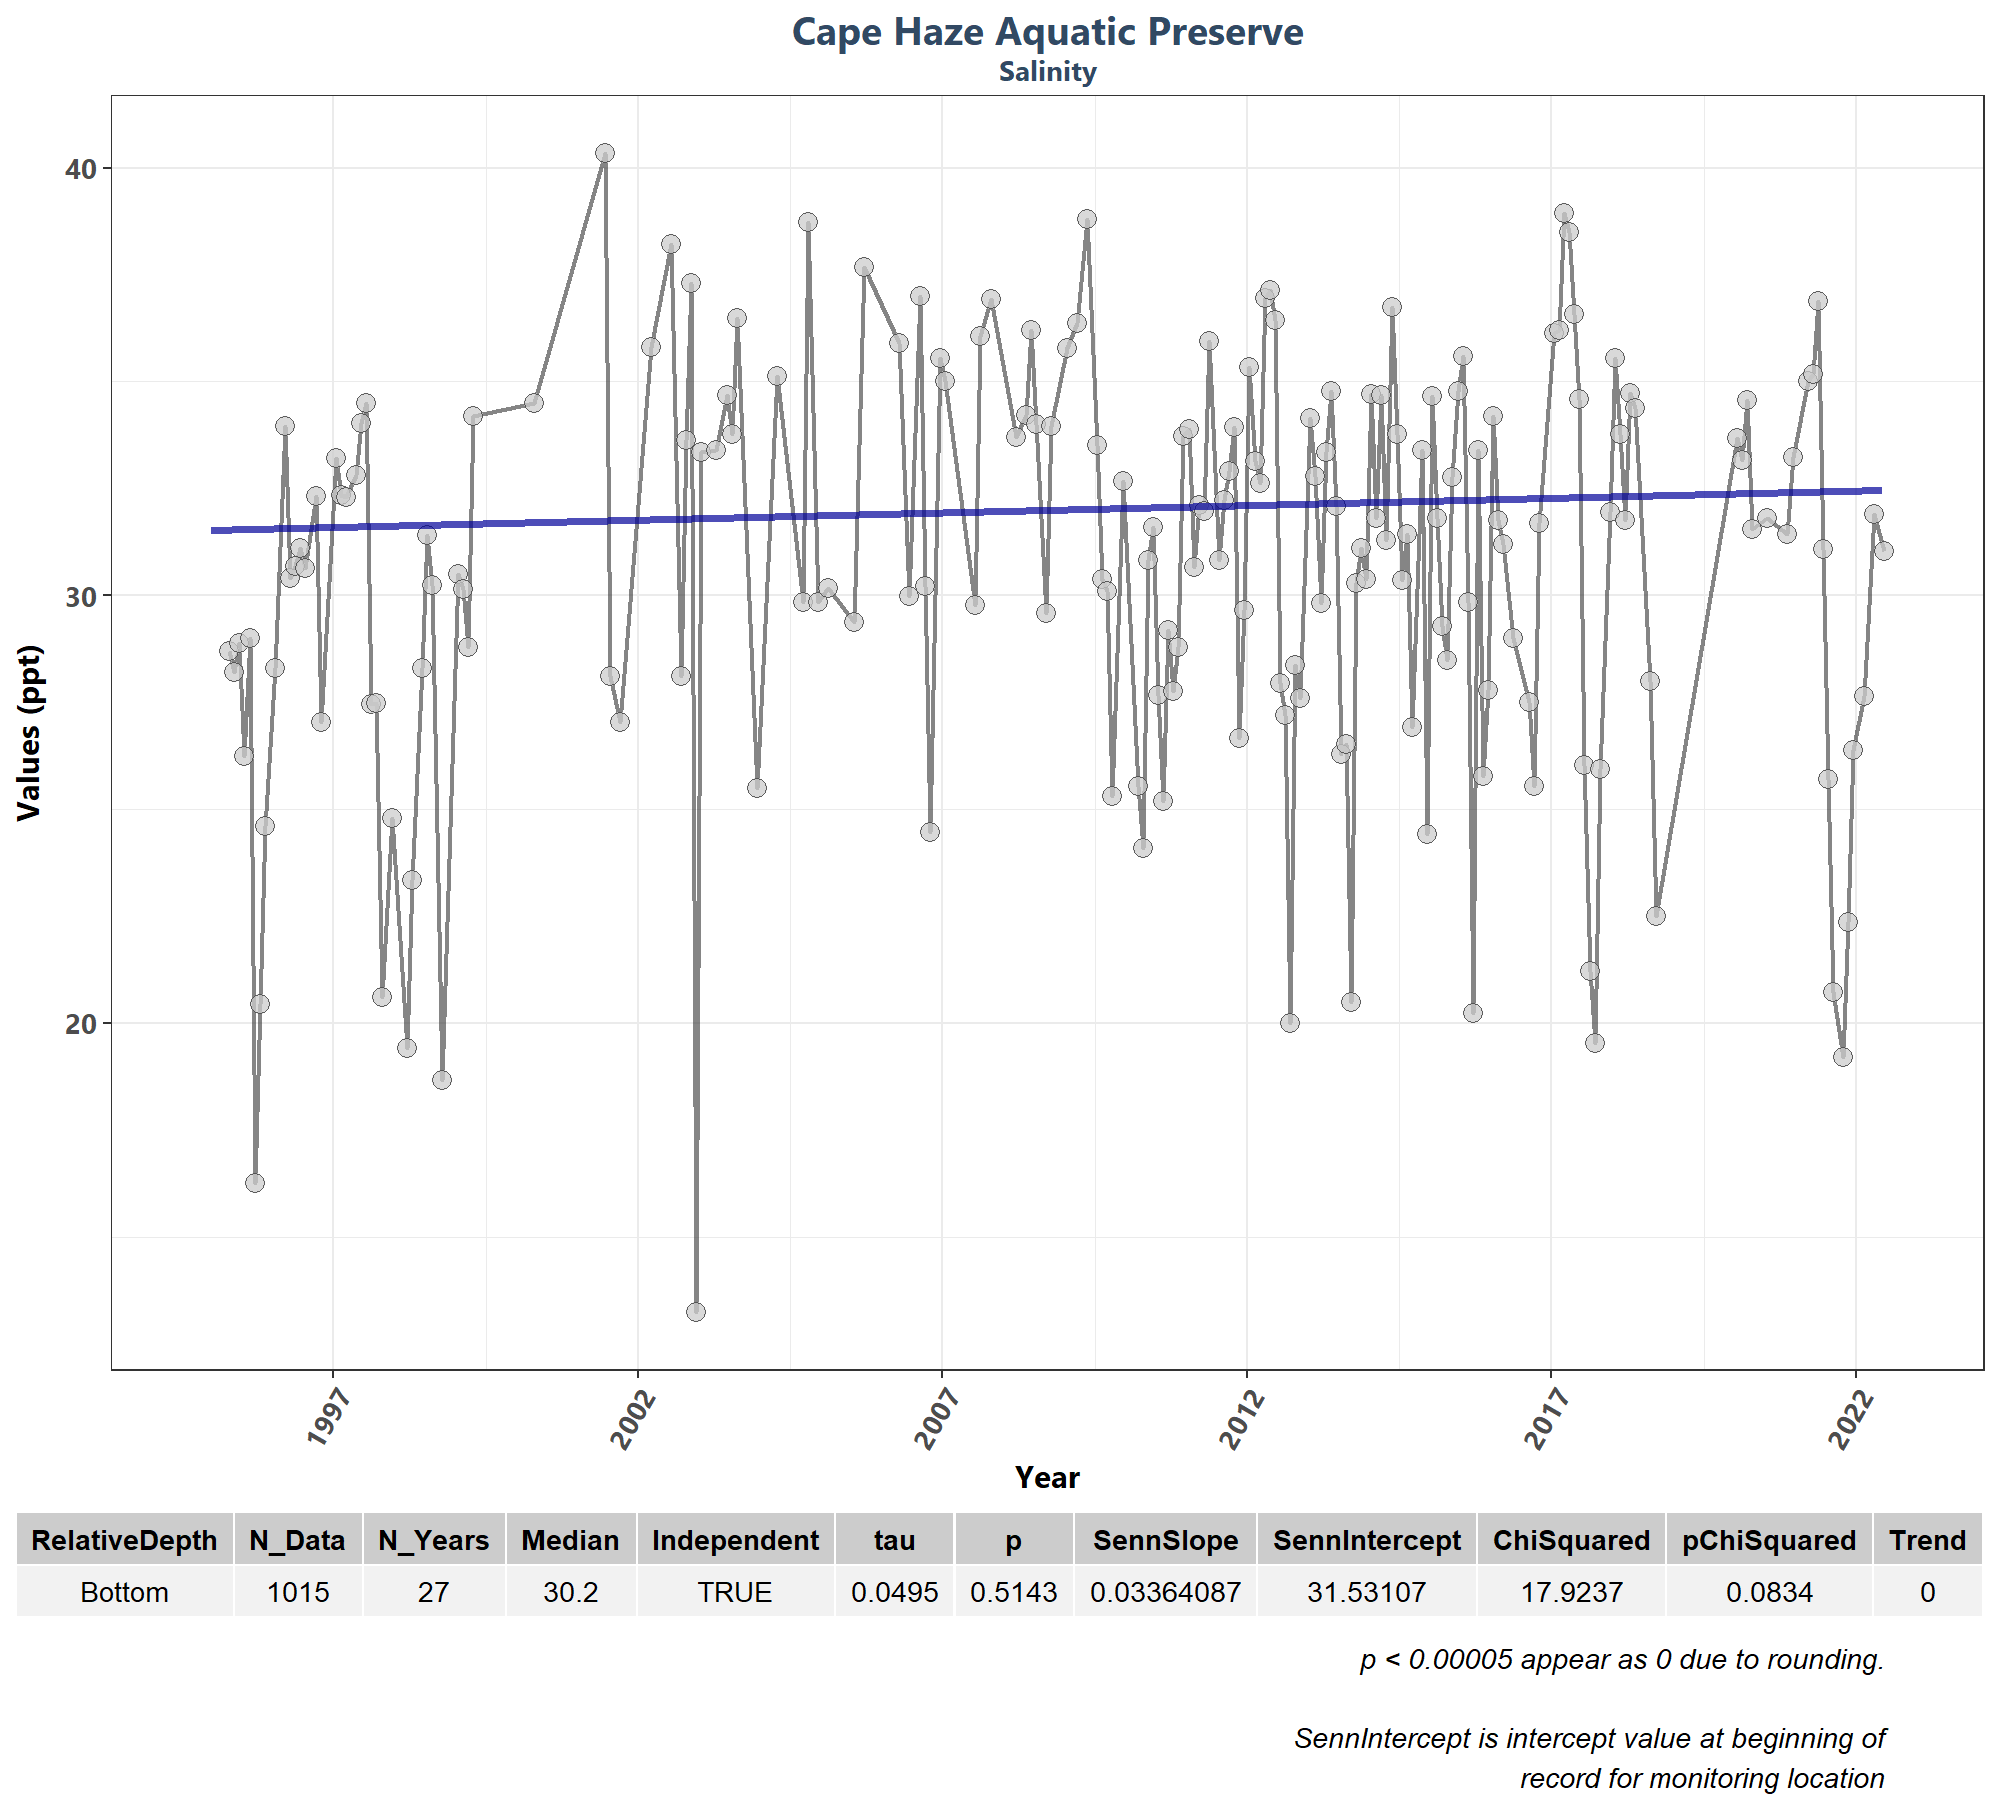 Cape Haze Aquatic Preserve
Salinity
Values (ppt)
40
30
20
1997
2002
2007
2012
2017
2022
Year
RelativeDepth N_Data N_Years Median Independent tau p SennSlope SennIntercept ChiSquared pChiSquared Trend
Bottom 1015 27 30.2 TRUE 0.0495 0.5143 0.03364087 31.53107 17.9237 0.0834 0
p < 0.00005 appear as 0 due to rounding.
SennIntercept is intercept value at beginning of
record for monitoring location